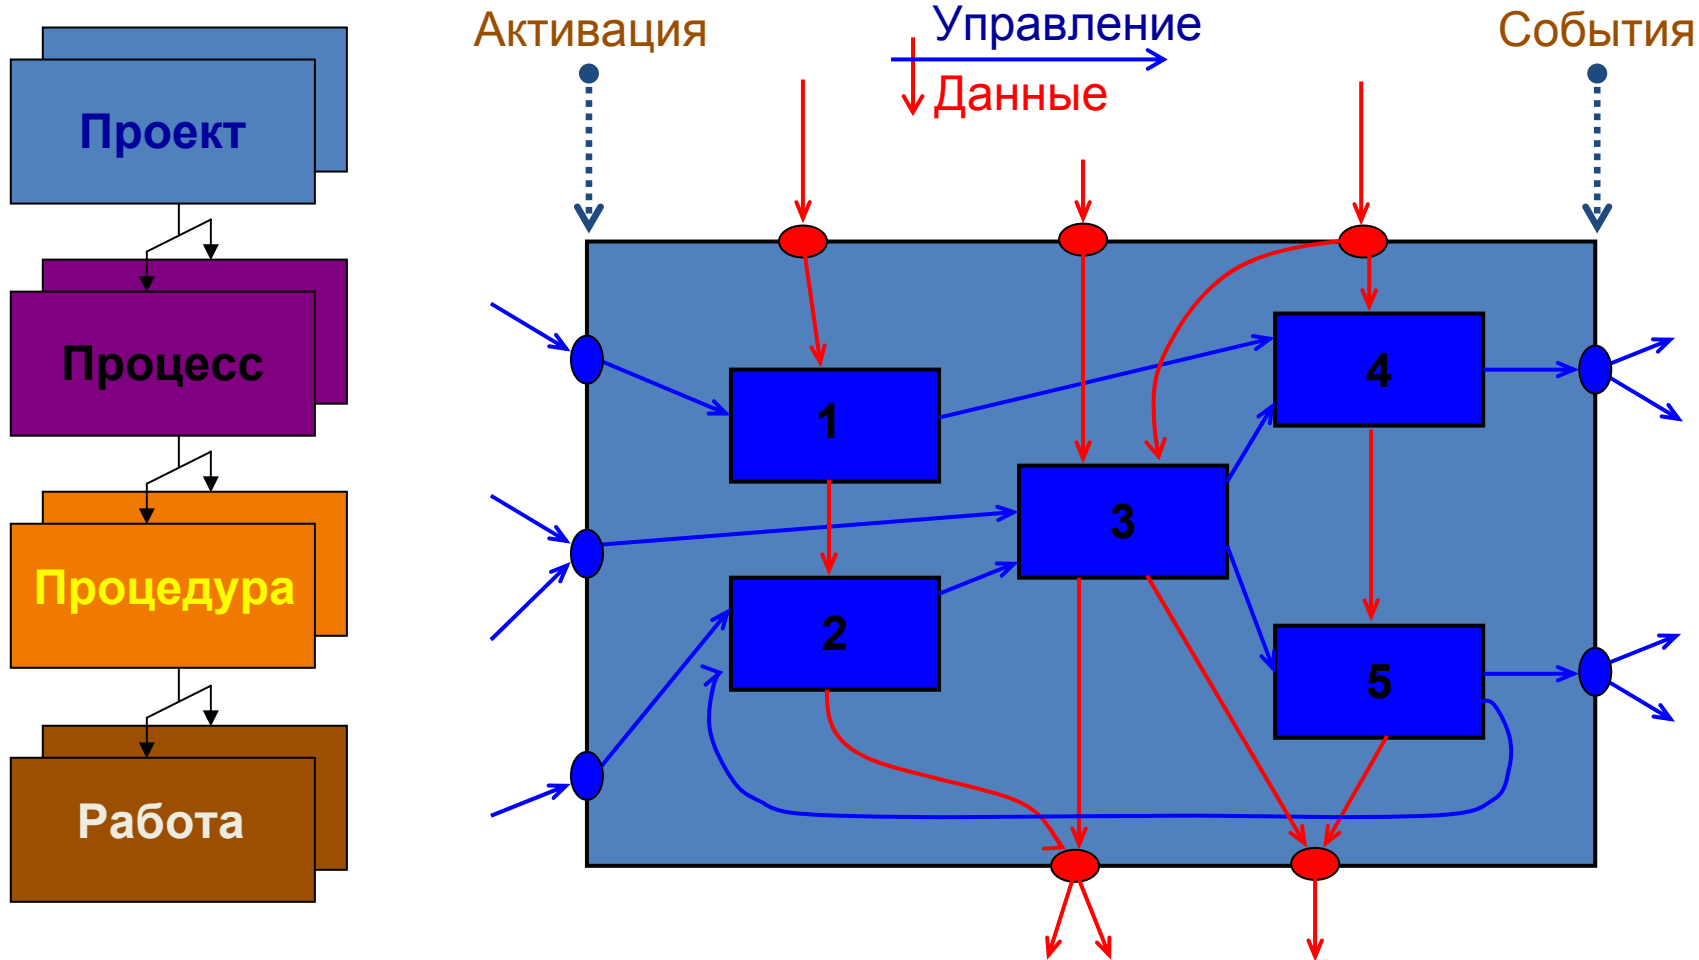 Активация
Управление
События
Данные
Проект
Процесс
Процедура
Работа
1
2
3
4
5